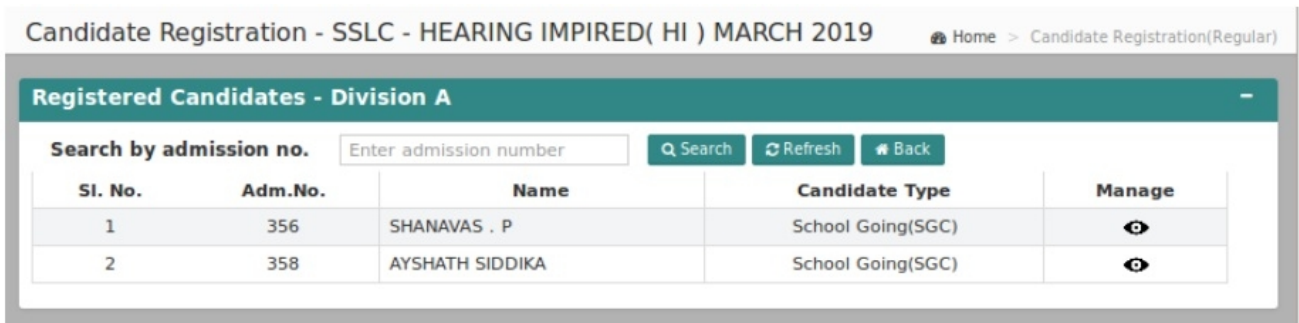 Candidate Registration - SSLC - HEARING IMPIRED( HI ) MARCH 2019 Home > Candidate Registration(Regular)
Registered Candidates - Division A –
Search by admission no. Enter admission number Search Refresh Back
Sl. No. Adm.No. Name Candidate Type Manage
1 356 SHANAVAS . P School Going(SGC)
2 358 AYSHATH SIDDIKA School Going(SGC)